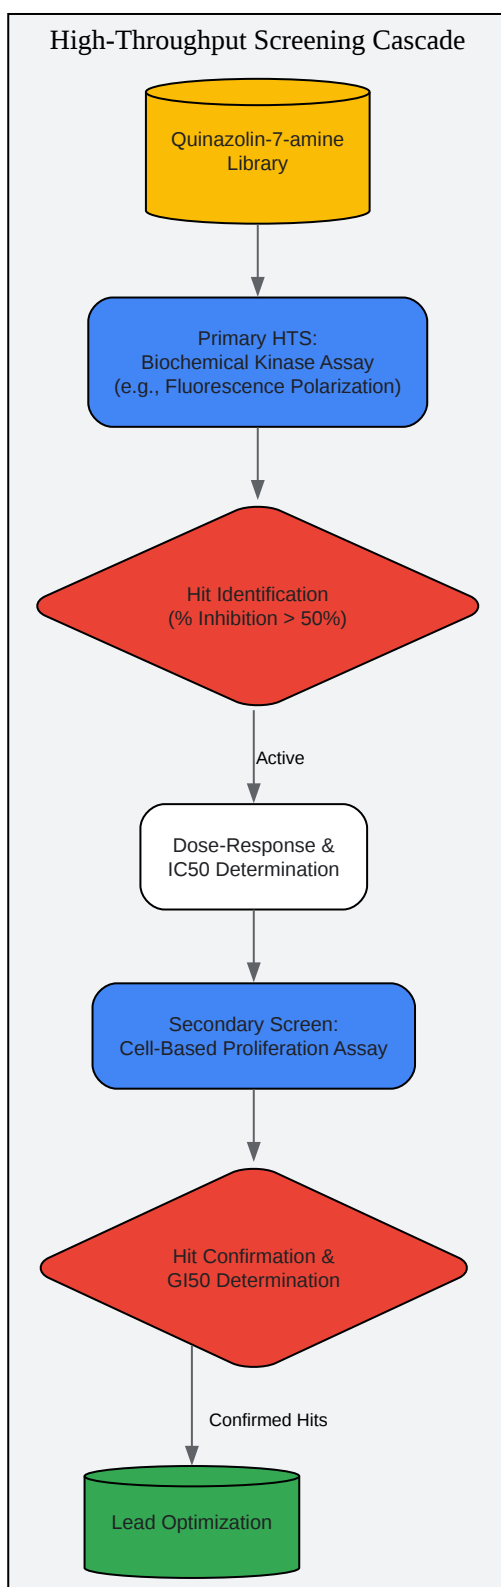 High-Throughput Screening Cascade
Quinazolin-7-amine
Library
Primary HTS:
Biochemical Kinase Assay
(e.g., Fluorescence Polarization)
Hit Identification
(% Inhibition > 50%)
Active
Dose-Response &
IC50 Determination
Secondary Screen:
Cell-Based Proliferation Assay
Hit Confirmation &
GI50 Determination
Confirmed Hits
Lead Optimization